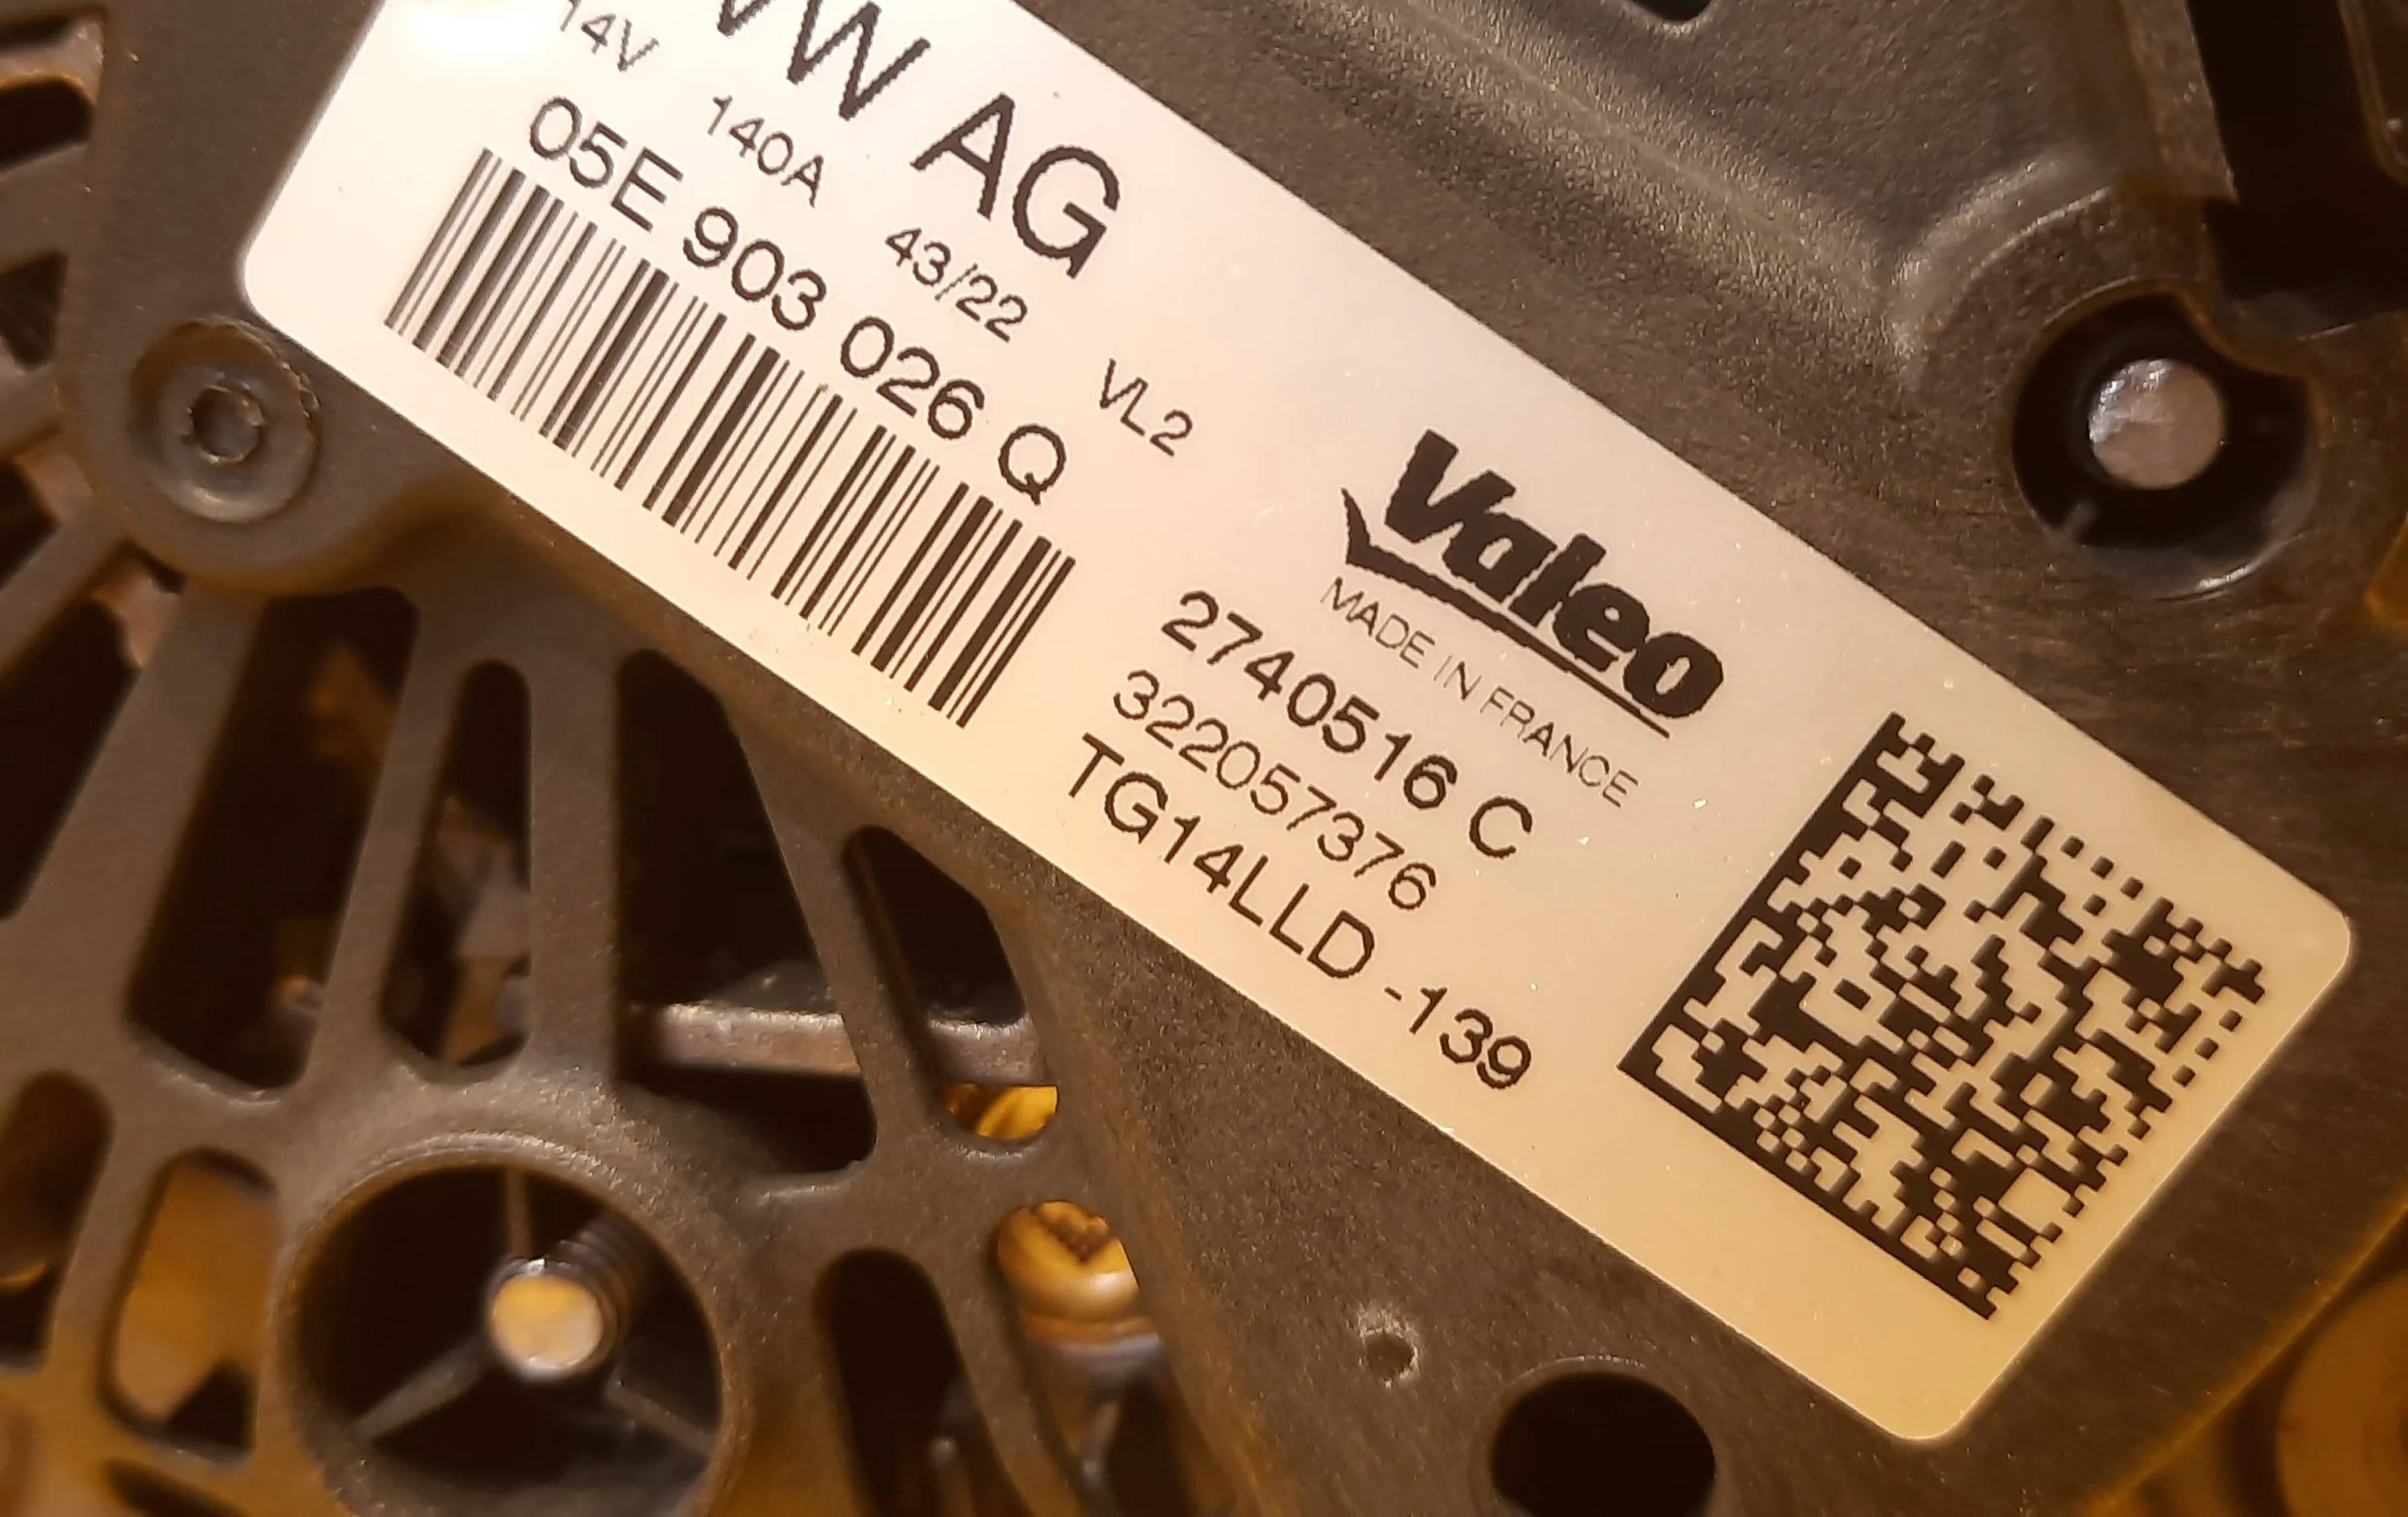 VW AG
14V 140A 43/22 VL2
05E 903 026 Q
Valeo
MADE IN FRANCE
2740516 C
322057376
TG14LLD -139